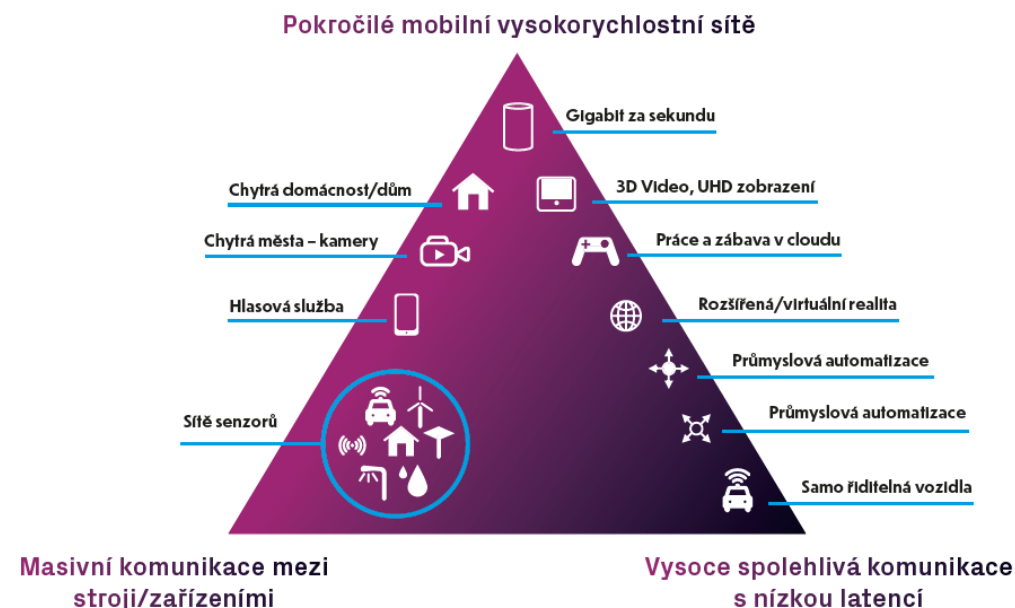 Pokročilé mobilní vysokorychlostní sítě
Gigabit za sekundu
Chytrá domácnost/dům
3D Video, UHD zobrazení
Chytrá města – kamery
Práce a zábava v cloudu
Hlasová služba
Rozšířená/virtuální realita
Průmyslová automatizace
Sítě senzorů
Průmyslová automatizace
Samo řiditelná vozidla
Masivní komunikace mezi
stroji/zařízeními
Vysoce spolehlivá komunikace
s nízkou latencí